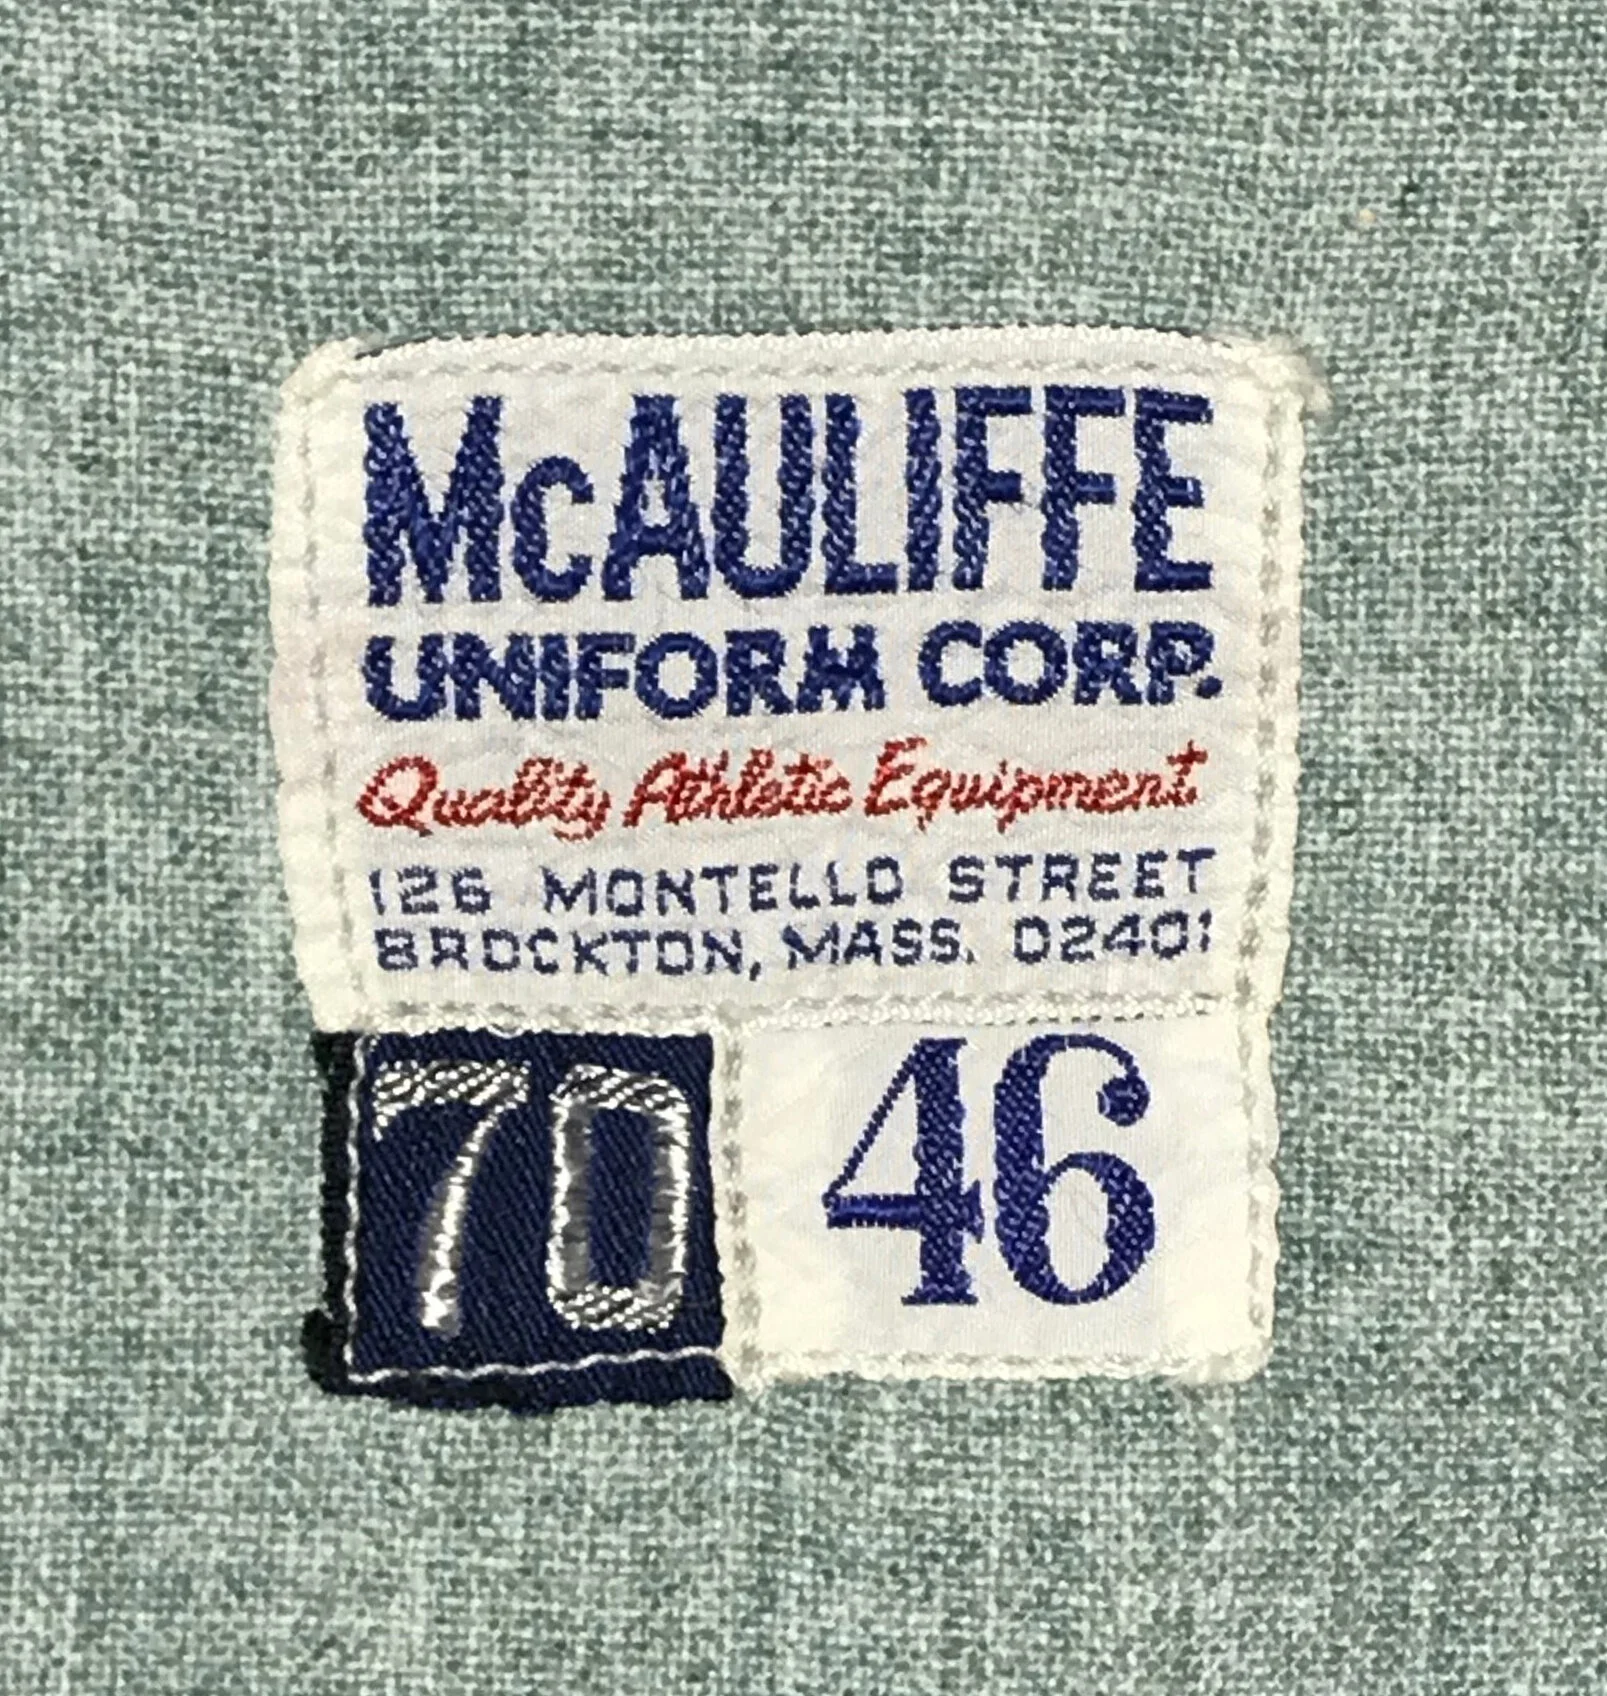 McAULIFFE
UNIFORM CORP.
Quality Athletic Equipment
126 MONTELLO STREET
BROCKTON, MASS. 02401
70 46